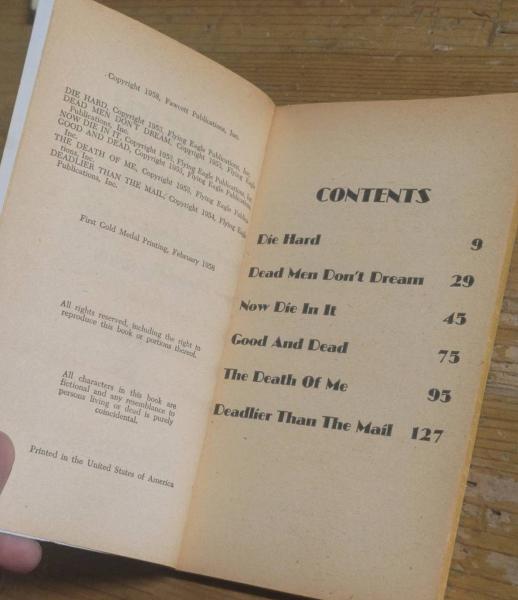 Copyright 1958, Fawcett Publications, Inc.
DIE HARD, Copyright 1953, Flying Eagle Publications, Inc.
DEAD MEN DON'T DREAM, Copyright 1953, Flying Eagle
Publications, Inc.
NOW DIE IN IT, Copyright 1953, Flying Eagle Publications, Inc.
GOOD AND DEAD, Copyright 1953, Flying Eagle Publications,
Inc.
THE DEATH OF ME, Copyright 1953, Flying Eagle
tions, Inc.
DEADLIER THAN THE MAIL, Copyright 1954, Flying Eagle
Publications, Inc.
First Gold Medal Printing, February 1958
All rights reserved, including the right to
reproduce this book or portions thereof.
All characters in this book are
fictional and any resemblance to
persons living or dead is purely
coincidental.
Printed in the United States of America
CONTENTS
Die Hard 9
Dead Men Don't Dream 29
Now Die In It 45
Good And Dead 75
The Death Of Me 95
Deadlier Than The Mail 127